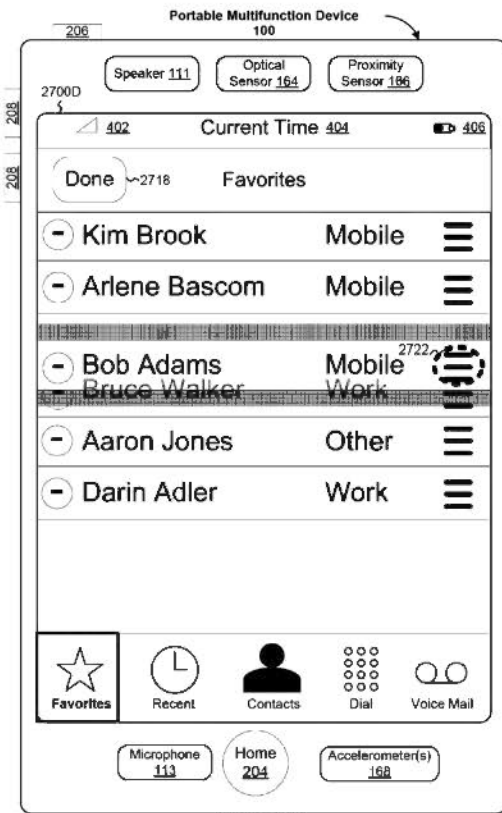 Portable Multifunction Device
100
206
Speaker 111
Optical
Sensor 164
Proximity
Sensor 166
2700D
208
402 Current Time 404 406
208
Done 2718 Favorites
Kim Brook Mobile
Arlene Bascom Mobile
2722
Bob Adams Mobile
Bruce Walker Work
Aaron Jones Other
Darin Adler Work
Favorites Recent Contacts Dial Voice Mail
Microphone
113
Home
204
Accelerometer(s)
168